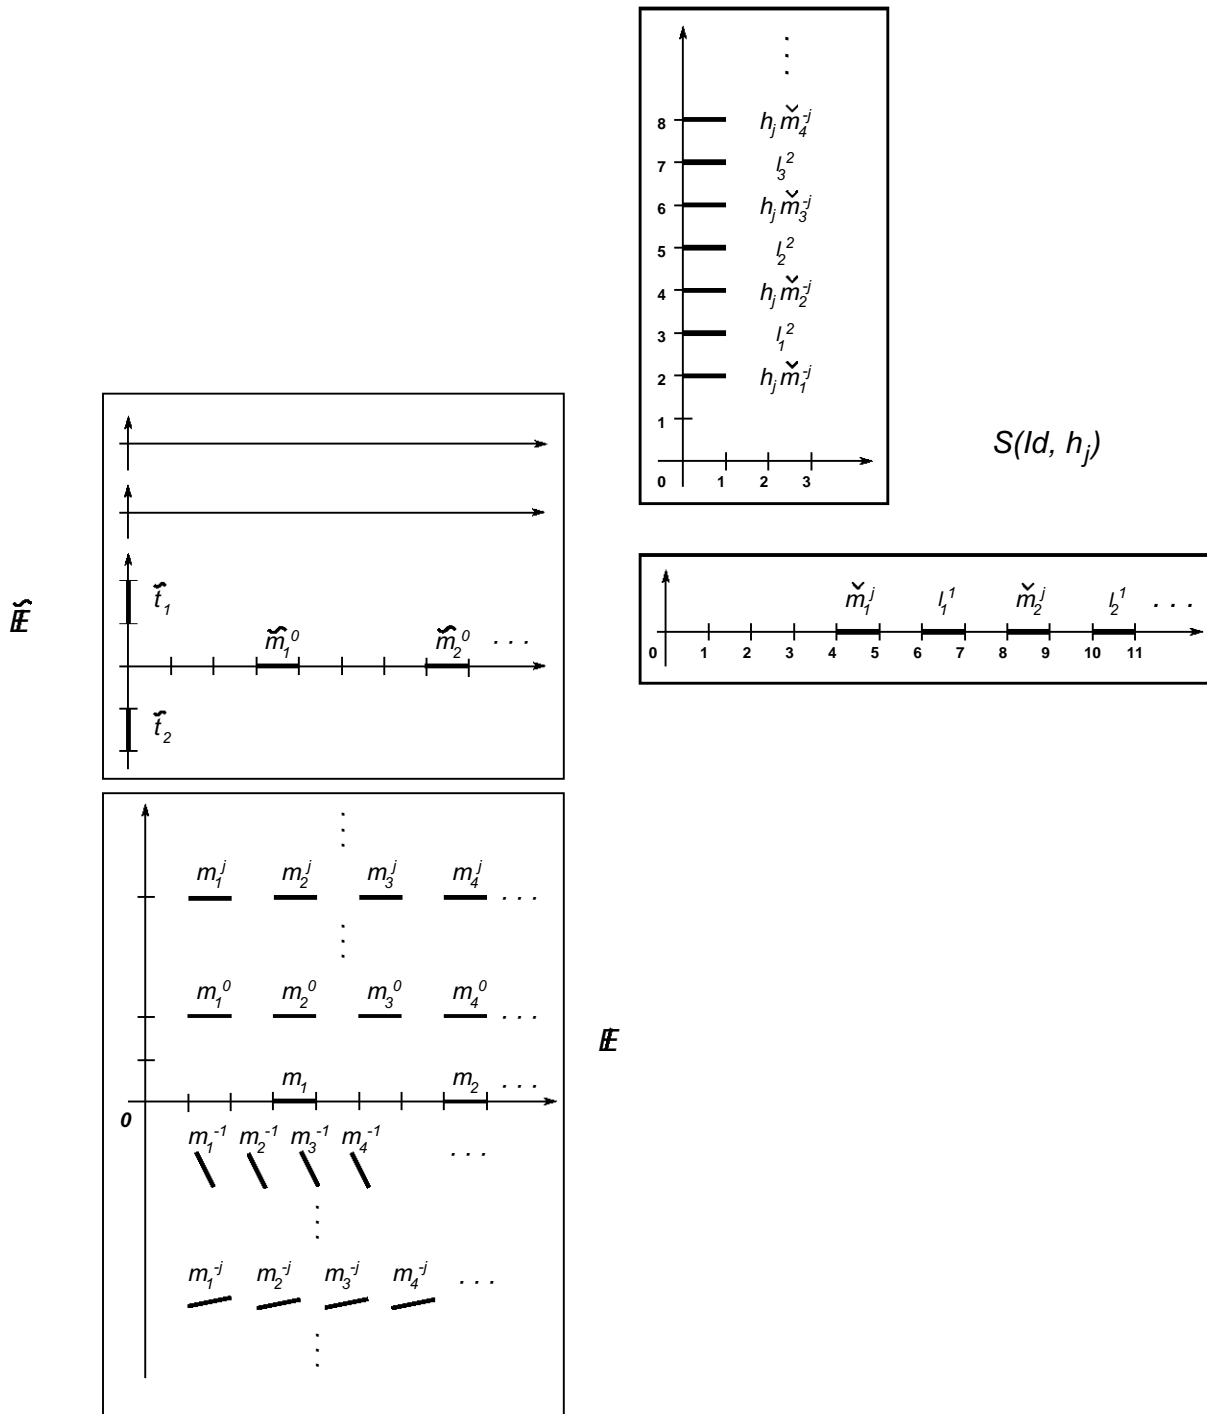 8 h_j m̌_4^{-j}
7 l_3^2
6 h_j m̌_3^{-j}
5 l_2^2
4 h_j m̌_2^{-j}
3 l_1^2
2 h_j m̌_1^{-j}
1
0 1 2 3
S(Id, h_j)
t̃_1
Ẽ
m̃_1^0 m̃_2^0 . . .
t̃_2
m̌_1^j l_1^1 m̌_2^j l_2^1 . . .
0 1 2 3 4 5 6 7 8 9 10 11
m_1^j m_2^j m_3^j m_4^j . . .
m_1^0 m_2^0 m_3^0 m_4^0 . . .
E
m_1 m_2 . . .
0
m_1^{-1} m_2^{-1} m_3^{-1} m_4^{-1} . . .
m_1^{-j} m_2^{-j} m_3^{-j} m_4^{-j} . . .